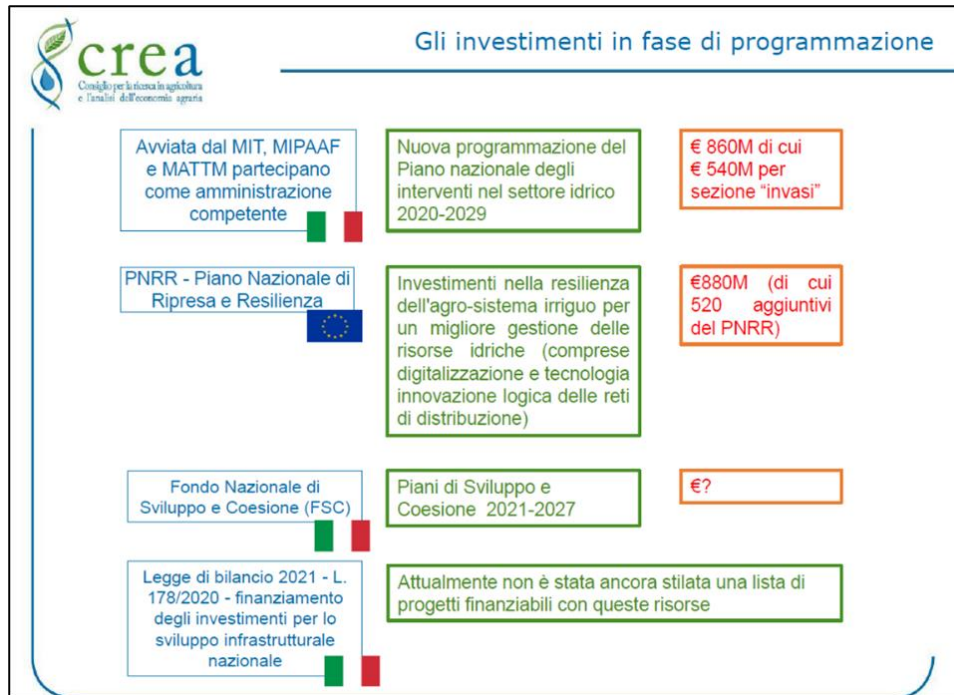 crea
Consiglio per la ricerca in agricoltura
e l'analisi dell'economia agraria
Gli investimenti in fase di programmazione
Avviata dal MIT, MIPAAF
e MATTM partecipano
come amministrazione
competente
Nuova programmazione del
Piano nazionale degli
interventi nel settore idrico
2020-2029
€ 860M di cui
€ 540M per
sezione “invasi”
PNRR - Piano Nazionale di
Ripresa e Resilienza
Investimenti nella resilienza
dell'agro-sistema irriguo per
un migliore gestione delle
risorse idriche (comprese
digitalizzazione e tecnologia
innovazione logica delle reti
di distribuzione)
€880M (di cui
520 aggiuntivi
del PNRR)
Fondo Nazionale di
Sviluppo e Coesione (FSC)
Piani di Sviluppo e
Coesione 2021-2027
€?
Legge di bilancio 2021 - L.
178/2020 - finanziamento
degli investimenti per lo
sviluppo infrastrutturale
nazionale
Attualmente non è stata ancora stilata una lista di
progetti finanziabili con queste risorse